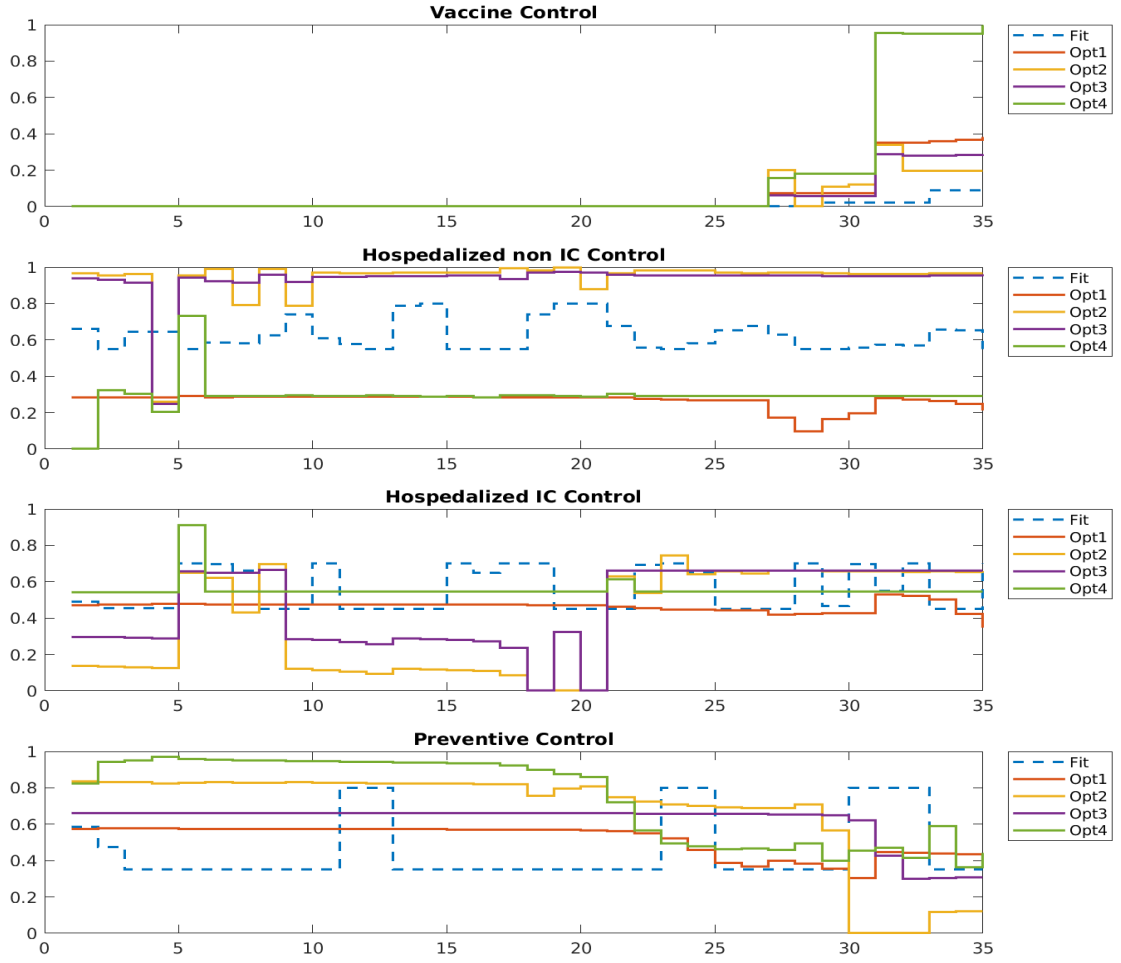 Vaccine Control
1
0.8
0.6
0.4
0.2
0
0 5 10 15 20 25 30 35
Fit
Opt1
Opt2
Opt3
Opt4
Hospedalized non IC Control
1
0.8
0.6
0.4
0.2
0
0 5 10 15 20 25 30 35
Fit
Opt1
Opt2
Opt3
Opt4
Hospedalized IC Control
1
0.8
0.6
0.4
0.2
0
0 5 10 15 20 25 30 35
Fit
Opt1
Opt2
Opt3
Opt4
Preventive Control
1
0.8
0.6
0.4
0.2
0
0 5 10 15 20 25 30 35
Fit
Opt1
Opt2
Opt3
Opt4